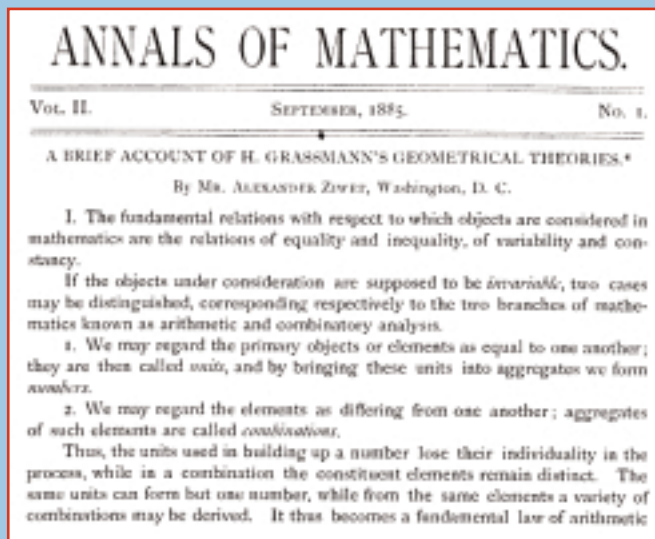 ANNALS OF MATHEMATICS.
VOL. II. SEPTEMBER, 1885. No. 1.
A BRIEF ACCOUNT OF H. GRASSMANN'S GEOMETRICAL THEORIES.*
By MR. ALEXANDER ZIWET, Washington, D. C.
I. The fundamental relations with respect to which objects are considered in
mathematics are the relations of equality and inequality, of variability and con-
stancy.
If the objects under consideration are supposed to be invariable, two cases
may be distinguished, corresponding respectively to the two branches of mathe-
matics known as arithmetic and combinatory analysis.
1. We may regard the primary objects or elements as equal to one another;
they are then called units, and by bringing these units into aggregates we form
numbers.
2. We may regard the elements as differing from one another; aggregates
of such elements are called combinations.
Thus, the units used in building up a number lose their individuality in the
process, while in a combination the constituent elements remain distinct. The
same units can form but one number, while from the same elements a variety of
combinations may be derived. It thus becomes a fundamental law of arithmetic